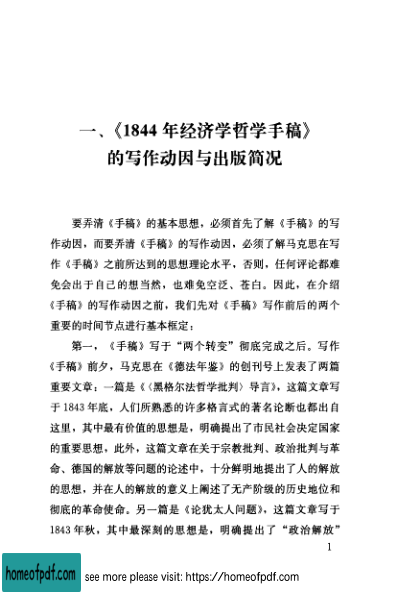 一、《1844 年经济学哲学手稿》
的写作动因与出版简况
要弄清《手稿》的基本思想，必须首先了解《手稿》的写
作动因，而要弄清《手稿》的写作动因，必须了解马克思在写
作《手稿》之前所达到的思想理论水平，否则，任何评论都难
免会出于自己的想当然，也难免空泛、苍白。因此，在介绍
《手稿》的写作动因之前，我们先对《手稿》写作前后的两个
重要的时间节点进行基本框定：
第一，《手稿》写于“两个转变”彻底完成之后。写作
《手稿》前夕，马克思在《德法年鉴》的创刊号上发表了两篇
重要文章：一篇是《〈黑格尔法哲学批判〉导言》，这篇文章写
于 1843 年底，人们所熟悉的许多格言式的著名论断也都出自
这里，其中最有价值的思想是，明确提出了市民社会决定国家
的重要思想，此外，这篇文章在关于宗教批判、政治批判与革
命、德国的解放等问题的论述中，十分鲜明地提出了人的解放
的思想，并在人的解放的意义上阐述了无产阶级的历史地位和
彻底的革命使命。另一篇是《论犹太人问题》，这篇文章写于
1843 年秋，其中最深刻的思想是，明确提出了“政治解放”
1
homeofpdf.com
see more please visit: https://homeofpdf.com